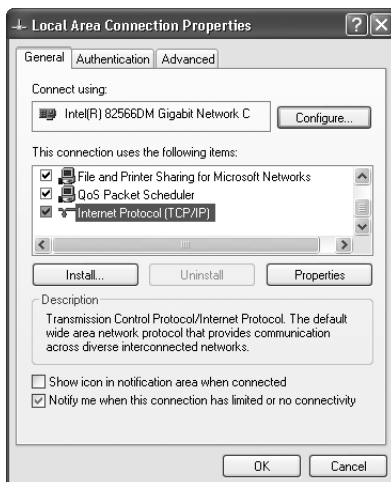 Local Area Connection Properties
General Authentication Advanced
Connect using:
Intel(R) 82566DM Gigabit Network C Configure...
This connection uses the following items:
File and Printer Sharing for Microsoft Networks
QoS Packet Scheduler
Internet Protocol (TCP/IP)
Install... Uninstall Properties
Description
Transmission Control Protocol/Internet Protocol. The default
wide area network protocol that provides communication
across diverse interconnected networks.
Show icon in notification area when connected
Notify me when this connection has limited or no connectivity
OK Cancel